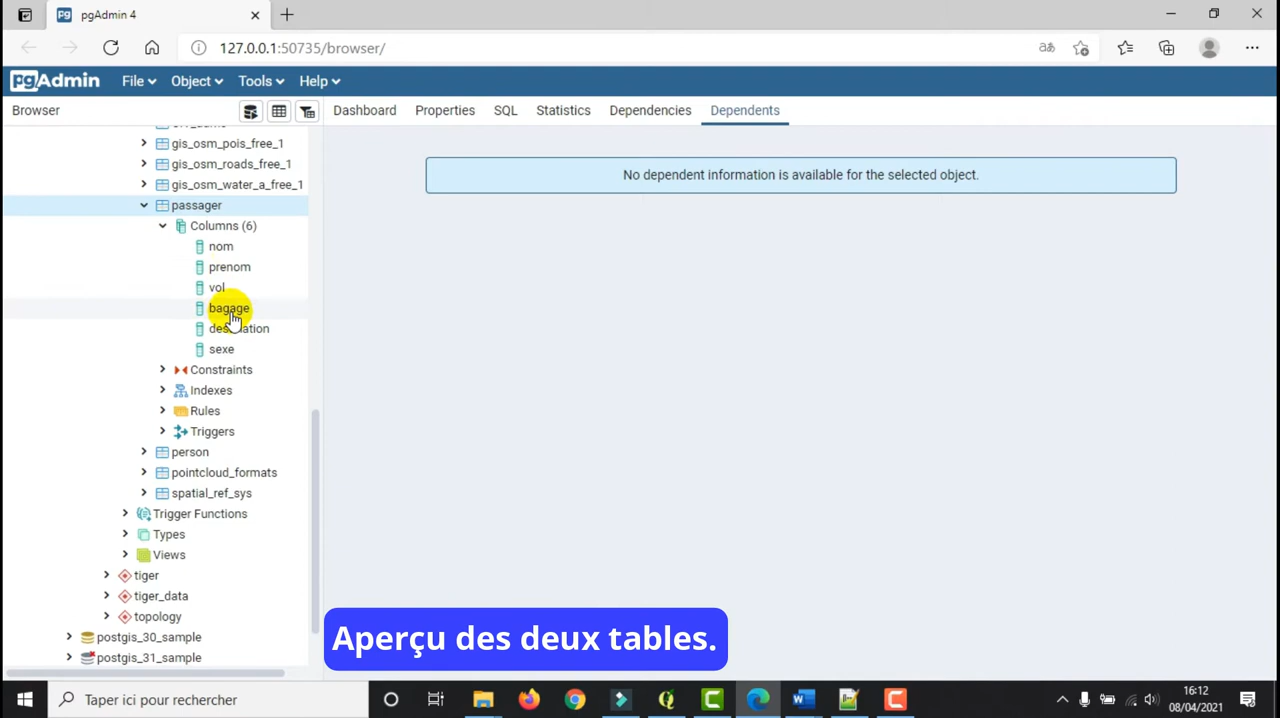 pgAdmin 4
127.0.0.1:50735/browser/
pgAdmin File Object Tools Help
Browser
Dashboard Properties SQL Statistics Dependencies Dependents
gis_osm_pois_free_1
gis_osm_roads_free_1
gis_osm_water_a_free_1
passager
Columns (6)
nom
prenom
vol
bagage
sexe
Constraints
Indexes
Rules
Triggers
person
pointcloud_formats
spatial_ref_sys
Trigger Functions
Types
Views
tiger
tiger_data
topology
postgis_30_sample
postgis_31_sample
No dependent information is available for the selected object.
Aperçu des deux tables.
Taper ici pour rechercher
16:12
08/04/2021